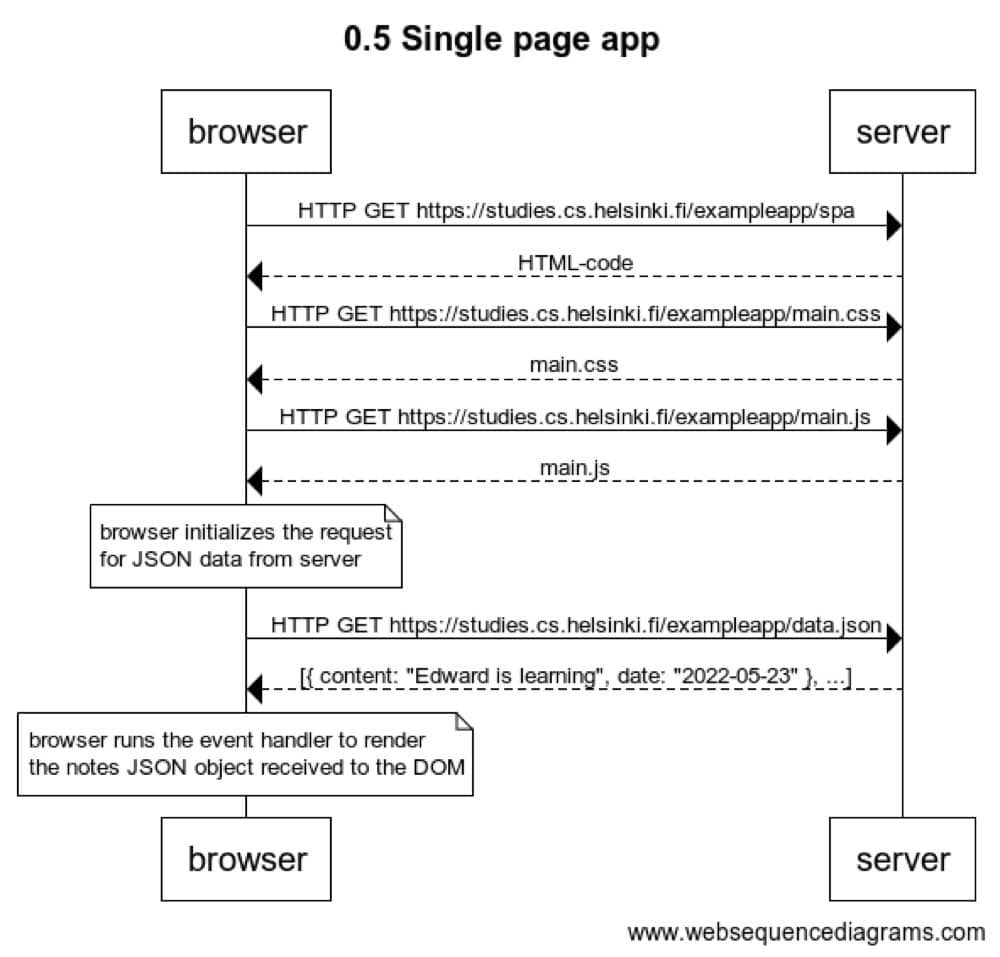 0.5 Single page app
browser
server
HTTP GET https://studies.cs.helsinki.fi/exampleapp/spa
HTML-code
HTTP GET https://studies.cs.helsinki.fi/exampleapp/main.css
main.css
HTTP GET https://studies.cs.helsinki.fi/exampleapp/main.js
main.js
browser initializes the request
for JSON data from server
HTTP GET https://studies.cs.helsinki.fi/exampleapp/data.json
[{ content: "Edward is learning", date: "2022-05-23" }, ...]
browser runs the event handler to render
the notes JSON object received to the DOM
browser
server
www.websequencediagrams.com